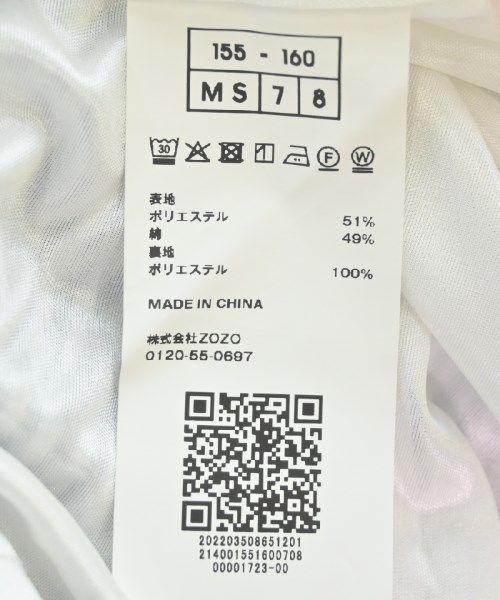 155 - 160
MS 7 8
30 F W
表地
ポリエステル 51%
綿 49%
裏地
ポリエステル 100%
MADE IN CHINA
株式会社ZOZO
0120-55-0697
202203508651201
214001551600708
00001723-00